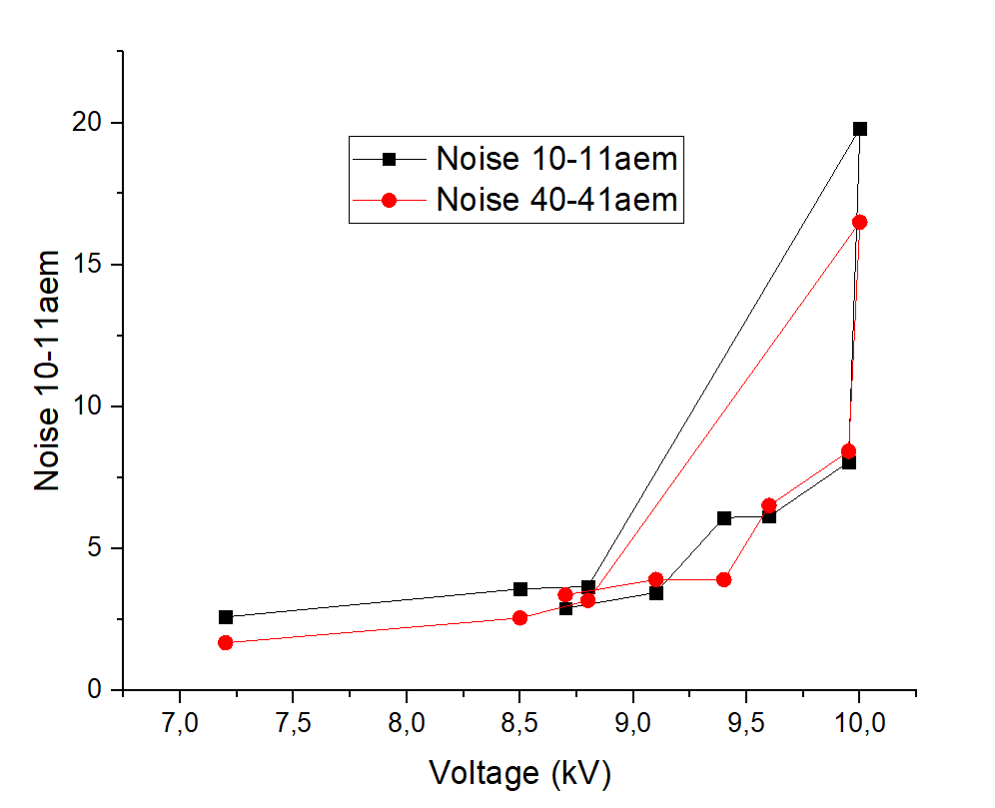 20
15
10
5
0
Noise 10-11aem
Noise 10-11aem
Noise 40-41aem
7,0 7,5 8,0 8,5 9,0 9,5 10,0
Voltage (kV)